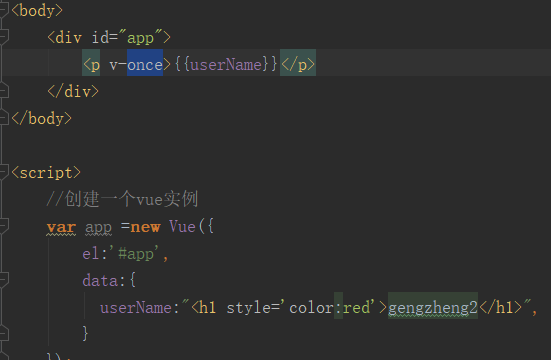 <body>
<div id="app">
<p v-once>{{userName}}</p>
</div>
</body>
<script>
//创建一个vue实例
var app =new Vue({
el:'#app',
data:{
userName:"<h1 style='color:red'>gengzheng2</h1>",
}
});